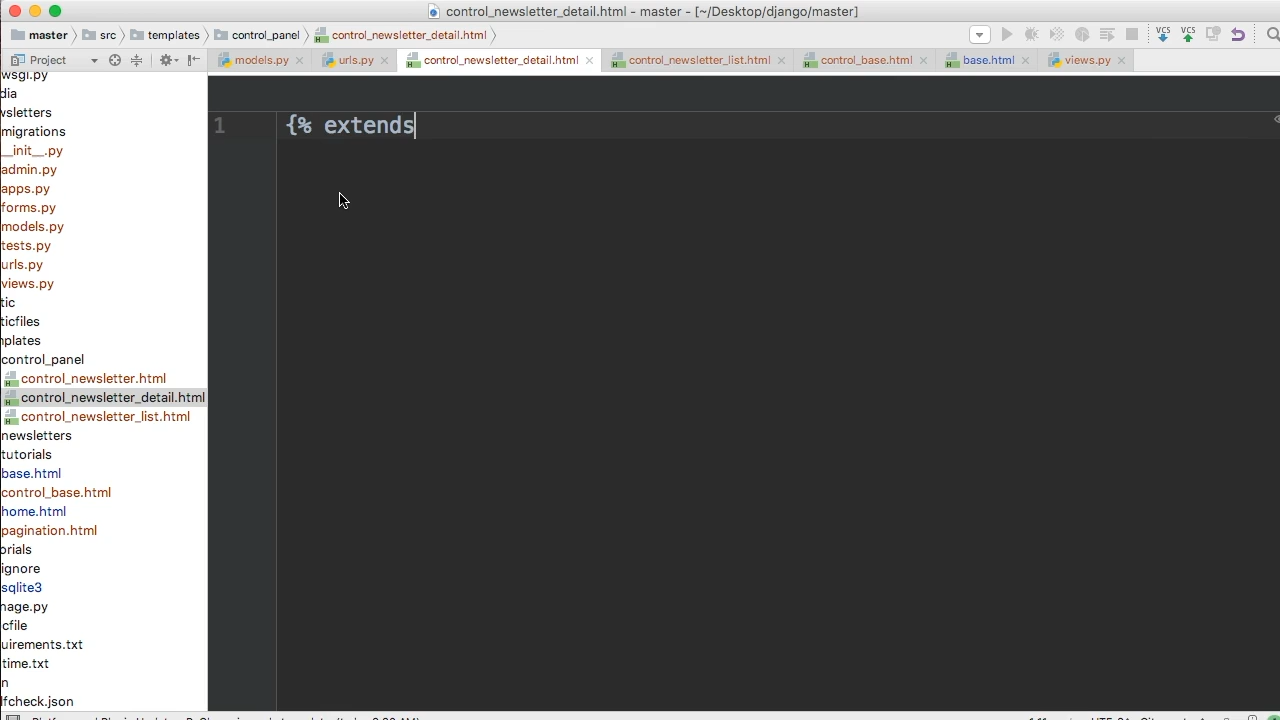 control_newsletter_detail.html - master - [~/Desktop/django/master]
master src templates control_panel control_newsletter_detail.html
VCS VCS
Project models.py urls.py control_newsletter_detail.html control_newsletter_list.html control_base.html base.html views.py
wsgi.py
dia
wsletters
migrations
__init__.py
admin.py
apps.py
forms.py
models.py
tests.py
urls.py
views.py
tic
ticfiles
nplates
control_panel
control_newsletter.html
control_newsletter_detail.html
control_newsletter_list.html
newsletters
tutorials
base.html
control_base.html
home.html
pagination.html
orials
ignore
sqlite3
nage.py
cfile
uirements.txt
time.txt
n
lfcheck.json
1 {% extends